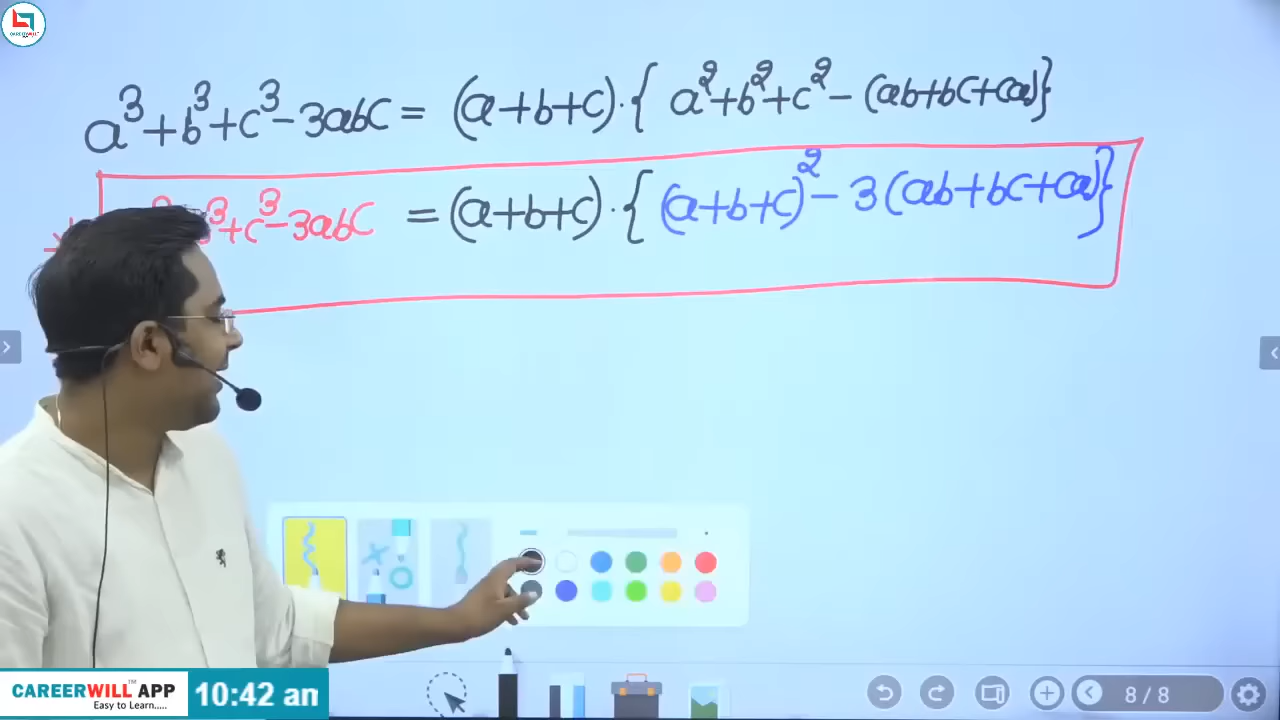 CAREERWILL
a³+b³+c³-3abc = (a+b+c)·{ a²+b²+c² - (ab+bc+ca)}
³+c³-3abc = (a+b+c)·{ (a+b+c)² - 3(ab+bc+ca)}
CAREERWILL™ APP
Easy to Learn.....
10:42 am
8 / 8